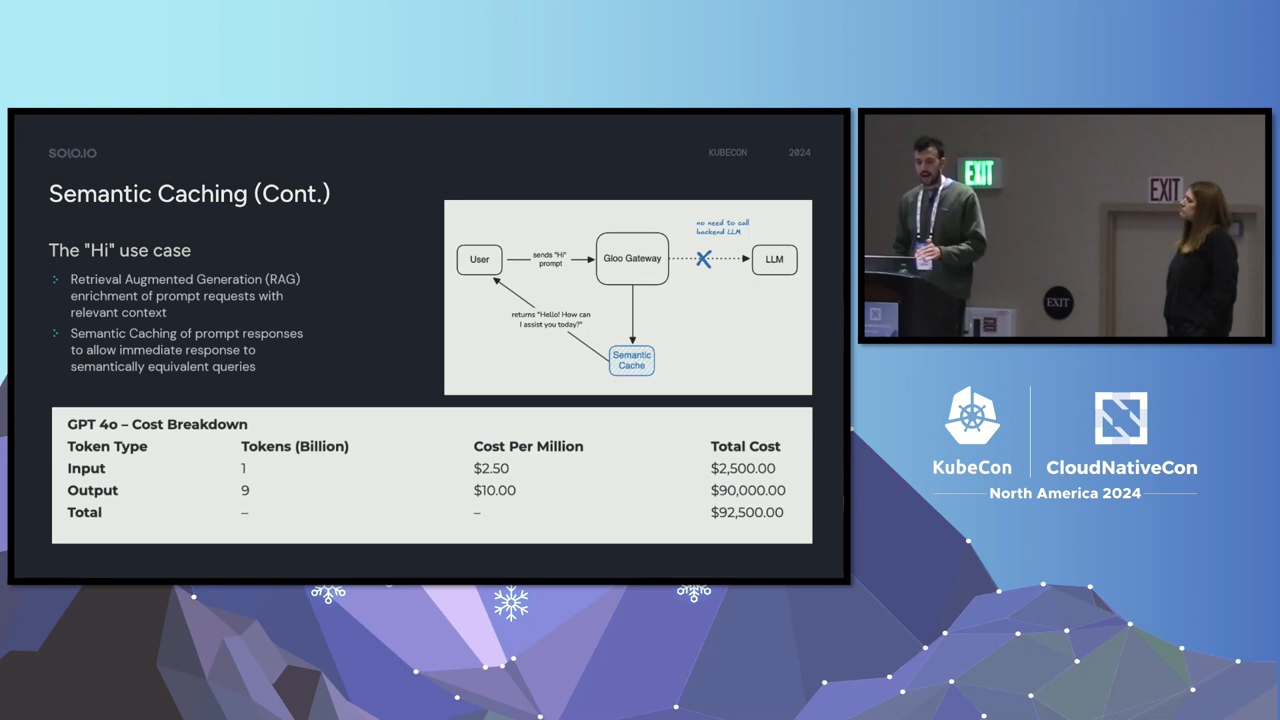 SOLO.IO
KUBECON 2024
Semantic Caching (Cont.)
The "Hi" use case
Retrieval Augmented Generation (RAG)
enrichment of prompt requests with
relevant context
Semantic Caching of prompt responses
to allow immediate response to
semantically equivalent queries
no need to call
backend LLM
User
sends "Hi"
prompt
Gloo Gateway
LLM
returns "Hello! How can
I assist you today?"
Semantic
Cache
GPT 4o – Cost Breakdown
Token Type Tokens (Billion) Cost Per Million Total Cost
Input 1 $2.50 $2,500.00
Output 9 $10.00 $90,000.00
Total – – $92,500.00
EXIT
EXIT
EXIT
KubeCon
CloudNativeCon
North America 2024